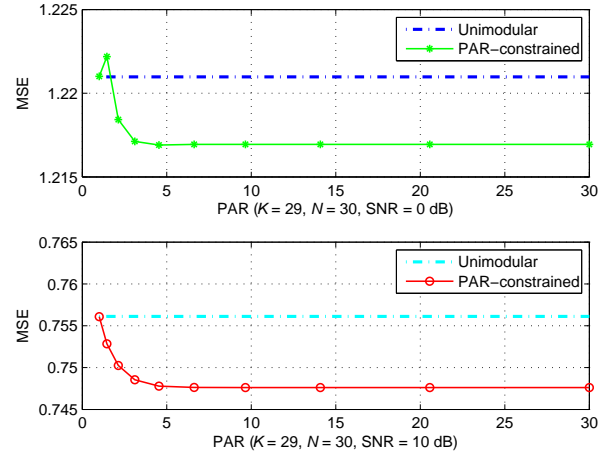 1.225
Unimodular
PAR−constrained
1.22
MSE
1.215
0 5 10 15 20 25 30
PAR (K = 29, N = 30, SNR = 0 dB)
0.765
Unimodular
PAR−constrained
0.76
0.755
MSE
0.75
0.745
0 5 10 15 20 25 30
PAR (K = 29, N = 30, SNR = 10 dB)